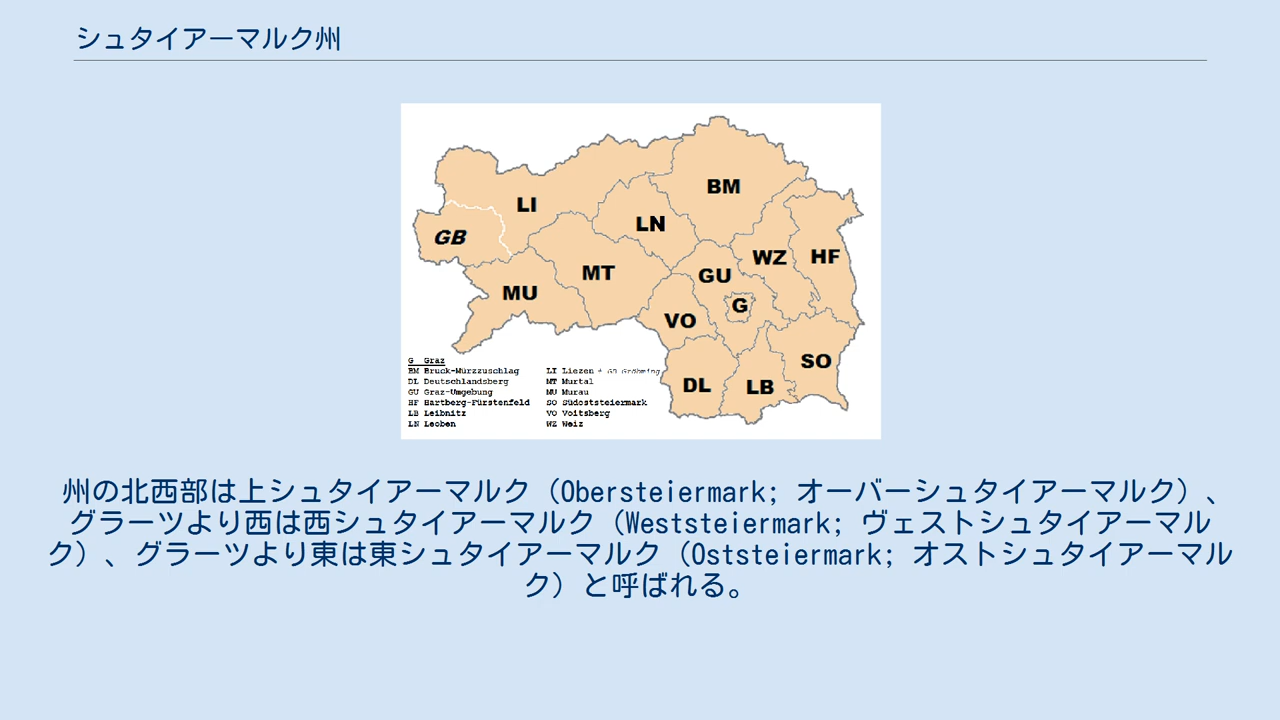 シュタイアーマルク州
BM
LI
LN
GB
WZ
HF
MT
GU
MU
G
VO
SO
DL
LB
G Graz
BM Bruck-Mürzzuschlag
DL Deutschlandsberg
GU Graz-Umgebung
HF Hartberg-Fürstenfeld
LB Leibnitz
LN Leoben
LI Liezen + GB Gröbming
MT Murtal
MU Murau
SO Südoststeiermark
VO Voitsberg
WZ Weiz
州の北西部は上シュタイアーマルク（Obersteiermark; オーバーシュタイアーマルク）、
グラーツより西は西シュタイアーマルク（Weststeiermark; ヴェストシュタイアーマル
ク）、グラーツより東は東シュタイアーマルク（Oststeiermark; オストシュタイアーマル
ク）と呼ばれる。